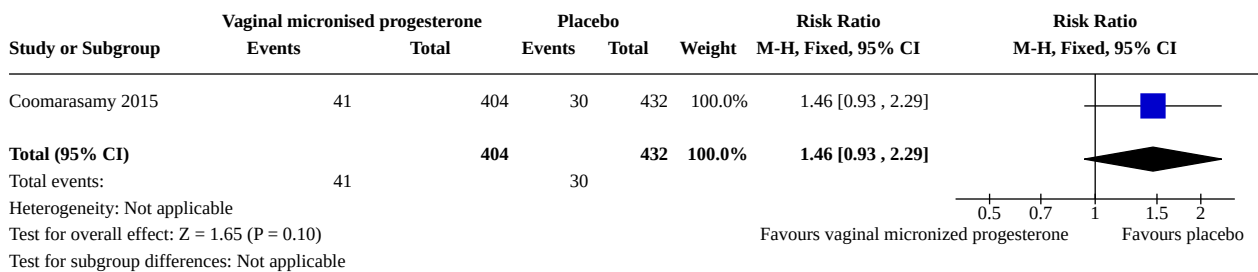 Vaginal micronised progesterone Placebo Risk Ratio Risk Ratio
Study or Subgroup Events Total Events Total Weight M-H, Fixed, 95% CI M-H, Fixed, 95% CI
Coomarasamy 2015 41 404 30 432 100.0% 1.46 [0.93 , 2.29]
Total (95% CI) 404 432 100.0% 1.46 [0.93 , 2.29]
Total events: 41 30
Heterogeneity: Not applicable
0.5 0.7 1 1.5 2
Test for overall effect: Z = 1.65 (P = 0.10) Favours vaginal micronized progesterone Favours placebo
Test for subgroup differences: Not applicable